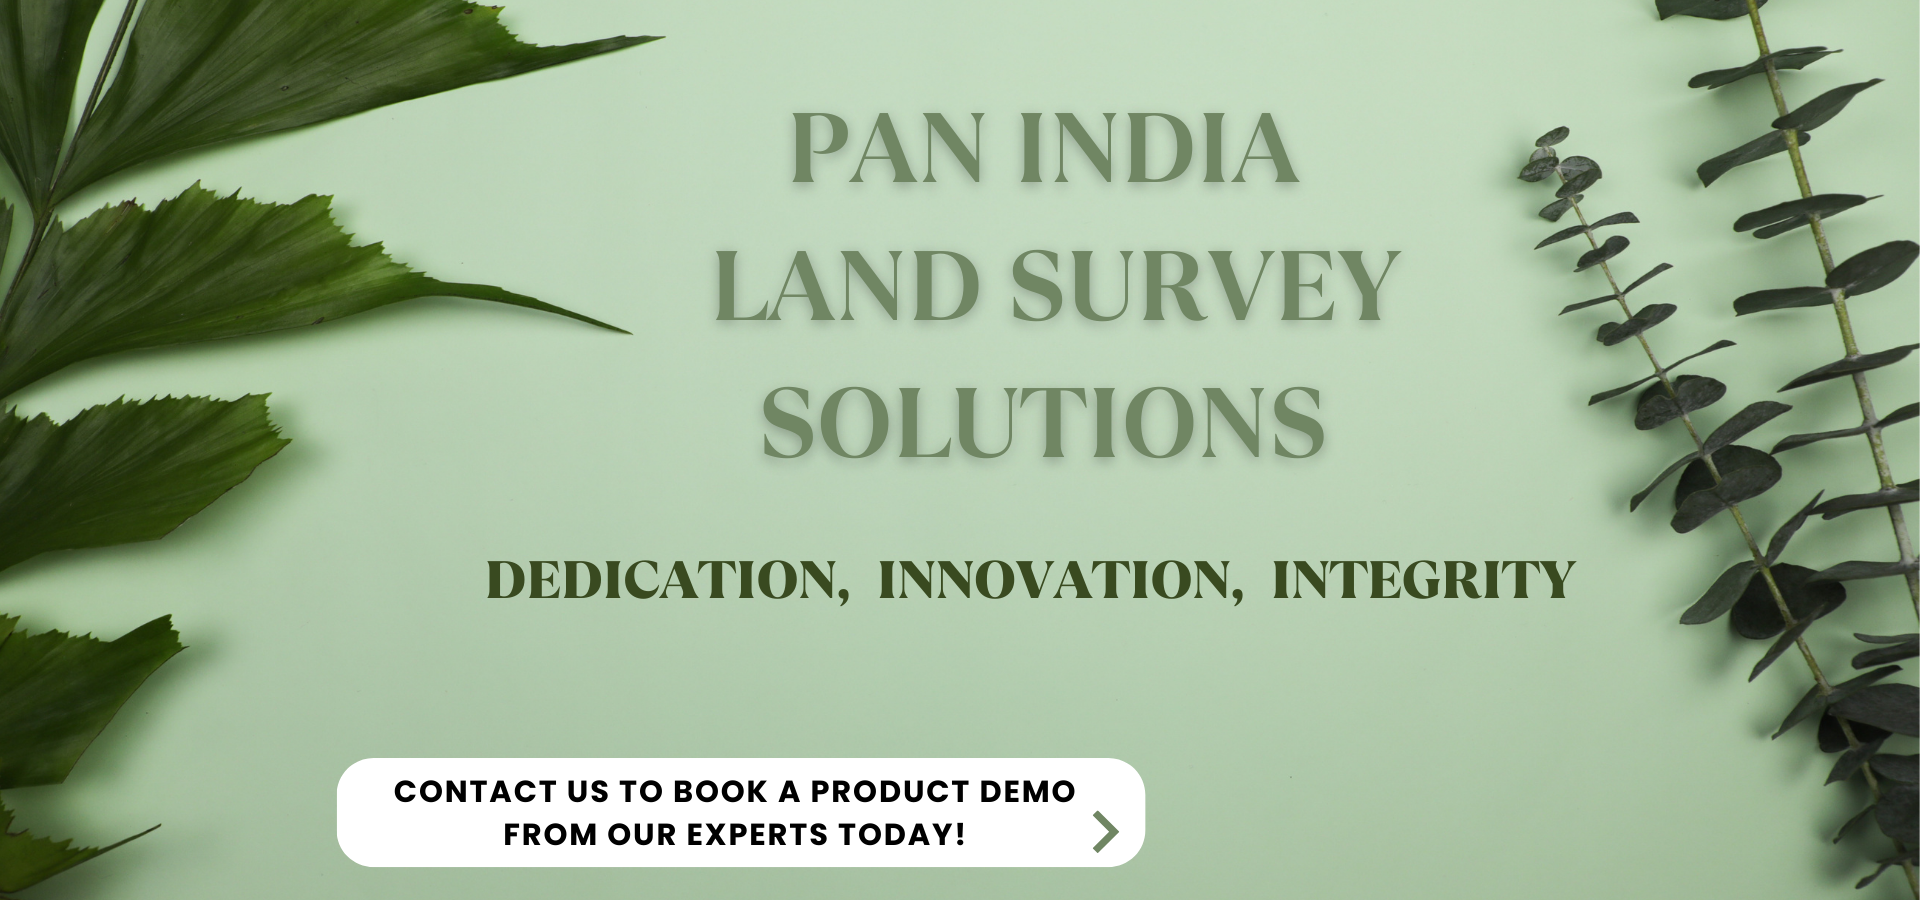 PAN INDIA
LAND SURVEY
SOLUTIONS
DEDICATION, INNOVATION, INTEGRITY
CONTACT US TO BOOK A PRODUCT DEMO
FROM OUR EXPERTS TODAY!